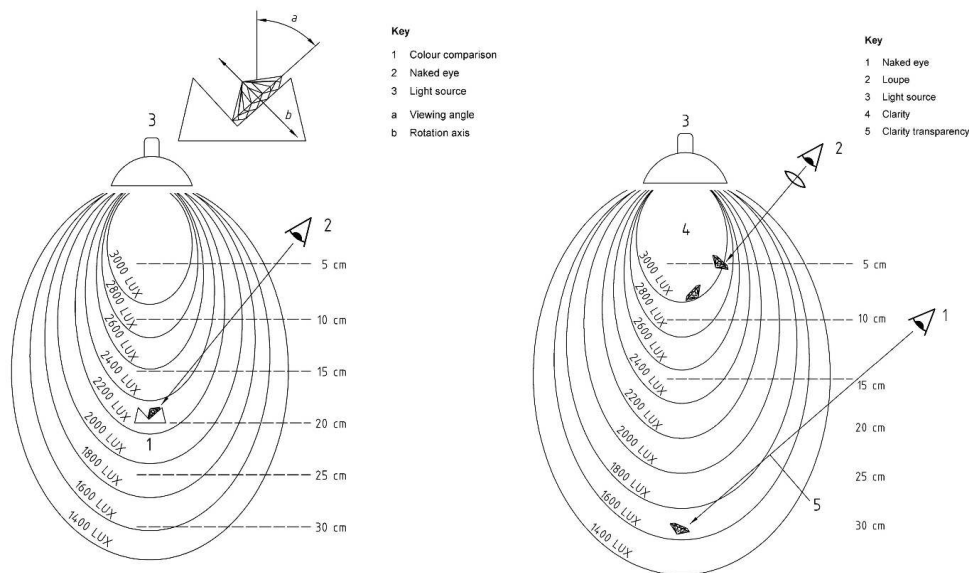 a
b
Key
1 Colour comparison
2 Naked eye
3 Light source
a Viewing angle
b Rotation axis
3
2
3000 LUX
2800 LUX
2600 LUX
2400 LUX
2200 LUX
2000 LUX
1800 LUX
1600 LUX
1400 LUX
5 cm
10 cm
15 cm
20 cm
25 cm
30 cm
1
Key
1 Naked eye
2 Loupe
3 Light source
4 Clarity
5 Clarity transparency
3
2
4
3000 LUX
2800 LUX
2600 LUX
2400 LUX
2200 LUX
2000 LUX
1800 LUX
1600 LUX
1400 LUX
5 cm
10 cm
15 cm
20 cm
25 cm
30 cm
1
5